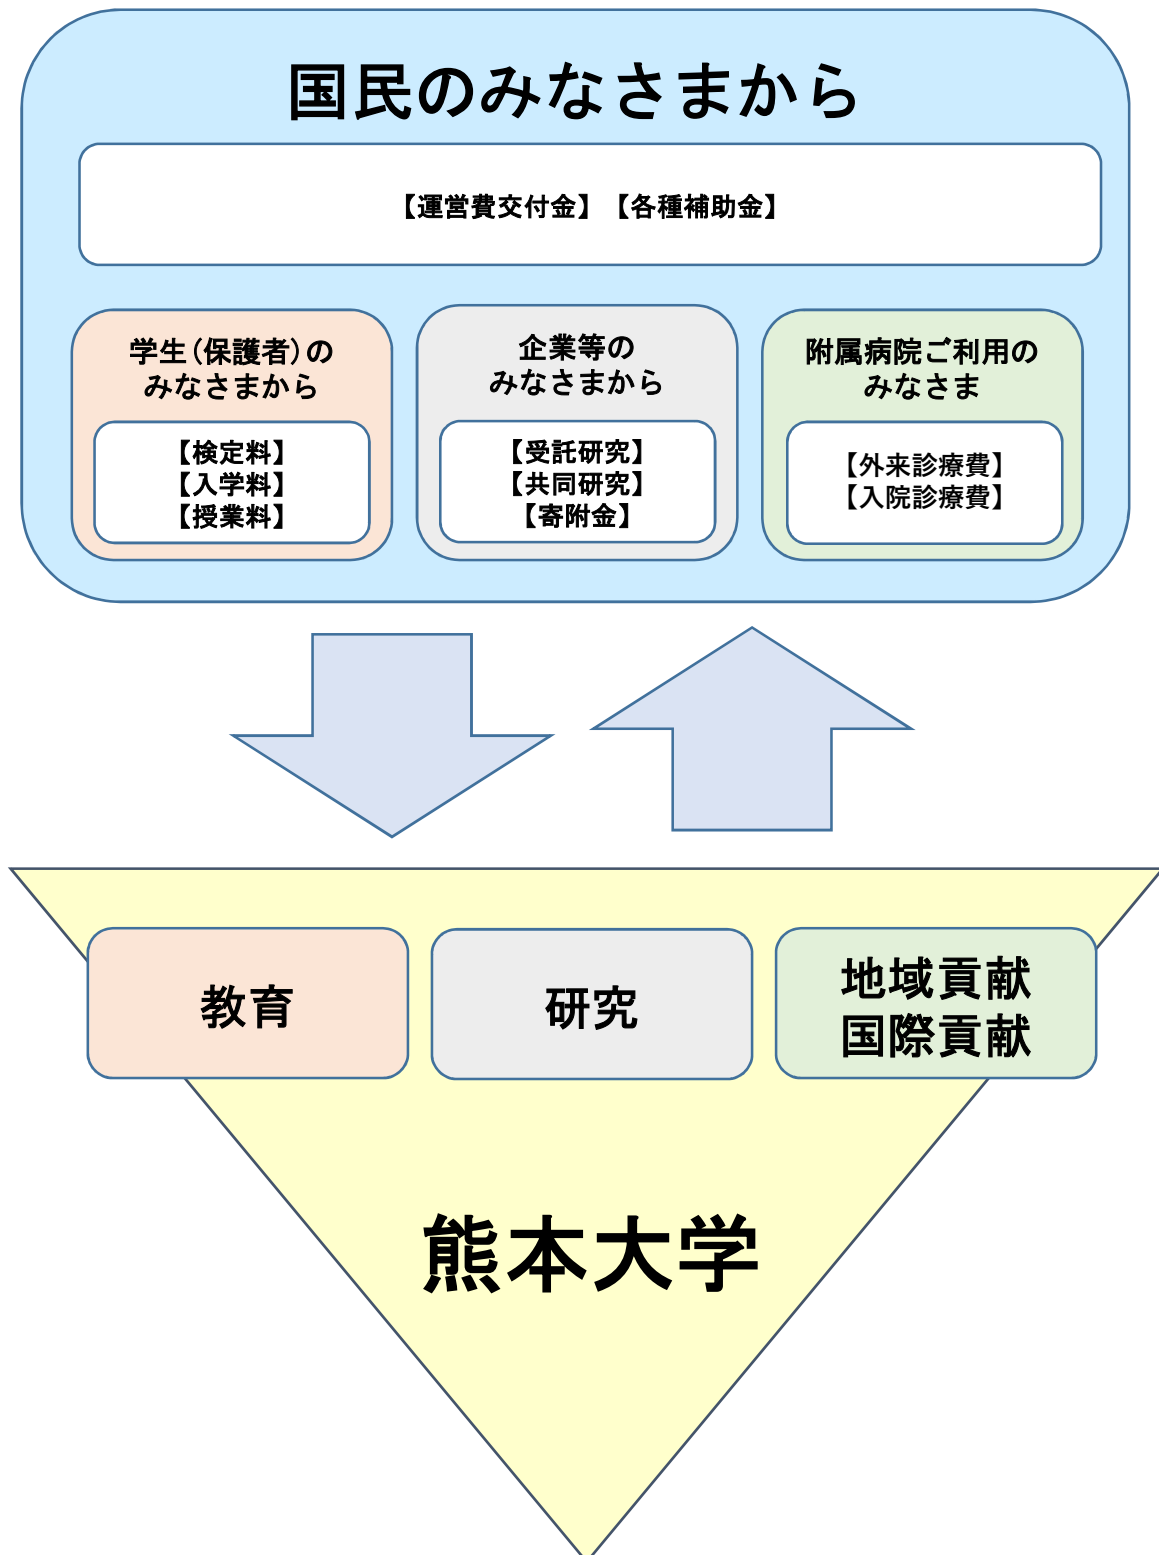 国民のみなさまから
【運営費交付金】【各種補助金】
学生(保護者)の
みなさまから
【検定料】
【入学料】
【授業料】
企業等の
みなさまから
【受託研究】
【共同研究】
【寄附金】
附属病院ご利用の
みなさま
【外来診療費】
【入院診療費】
教育
研究
地域貢献
国際貢献
熊本大学